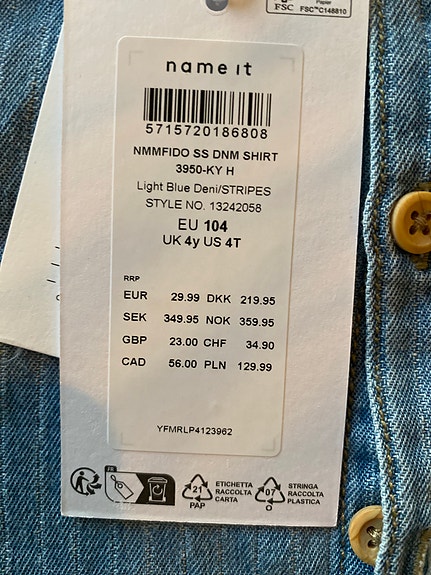 FSC
Papier
FSC™C148810
name it
5715720186808
NMMFIDO SS DNM SHIRT
3950-KY H
Light Blue Deni/STRIPES
STYLE NO. 13242058
EU 104
UK 4y US 4T
RRP
EUR 29.99 DKK 219.95
SEK 349.95 NOK 359.95
GBP 23.00 CHF 34.90
CAD 56.00 PLN 129.99
YFMRLP4123962
FR
21
PAP
ETICHETTA
RACCOLTA
CARTA
07
O
STRINGA
RACCOLTA
PLASTICA